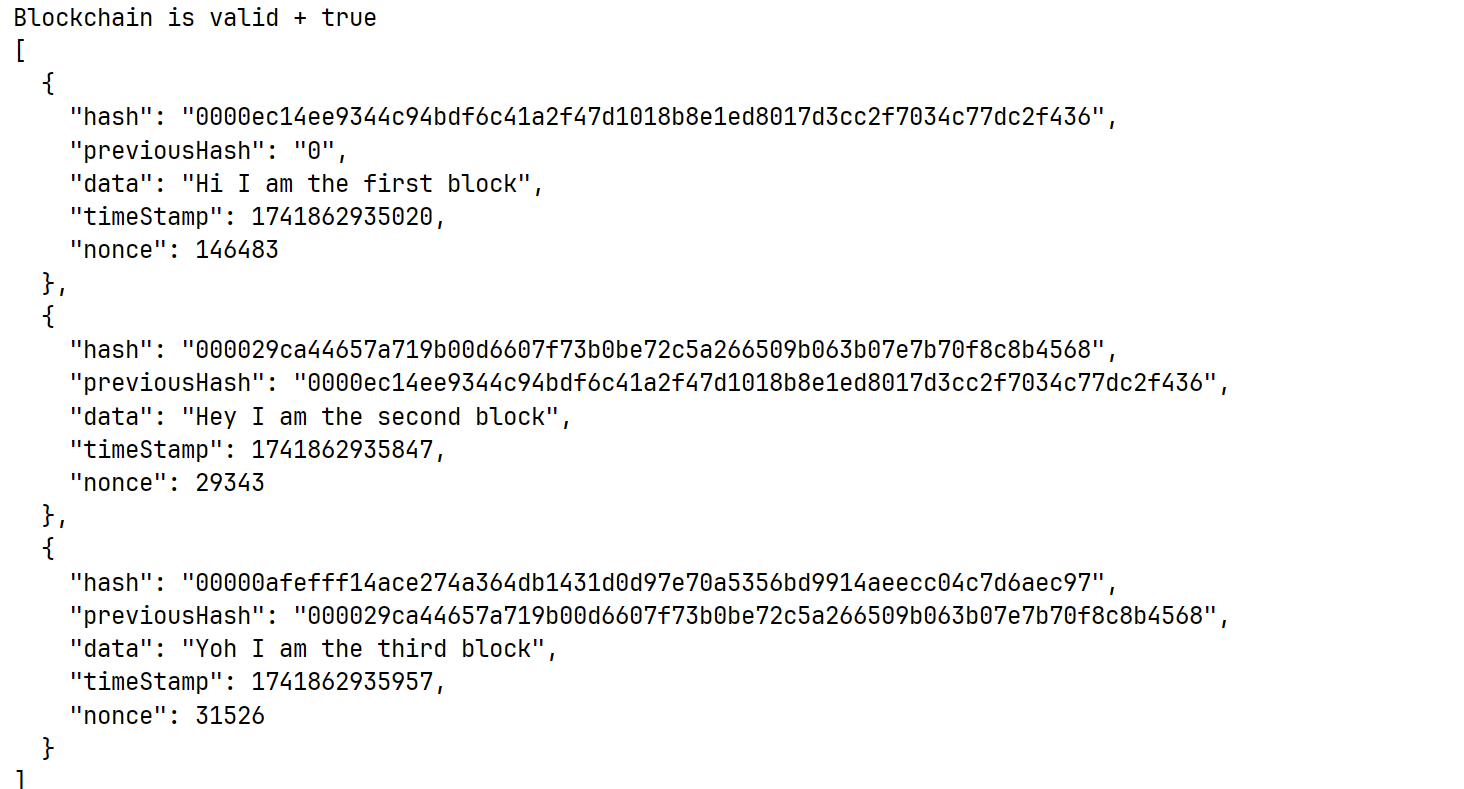 Blockchain is valid + true
[
  {
    "hash": "0000ec14ee9344c94bdf6c41a2f47d1018b8e1ed8017d3cc2f7034c77dc2f436",
    "previousHash": "0",
    "data": "Hi I am the first block",
    "timeStamp": 1741862935020,
    "nonce": 146483
  },
  {
    "hash": "000029ca44657a719b00d6607f73b0be72c5a266509b063b07e7b70f8c8b4568",
    "previousHash": "0000ec14ee9344c94bdf6c41a2f47d1018b8e1ed8017d3cc2f7034c77dc2f436",
    "data": "Hey I am the second block",
    "timeStamp": 1741862935847,
    "nonce": 29343
  },
  {
    "hash": "00000afefff14ace274a364db1431d0d97e70a5356bd9914aeecc04c7d6aec97",
    "previousHash": "000029ca44657a719b00d6607f73b0be72c5a266509b063b07e7b70f8c8b4568",
    "data": "Yoh I am the third block",
    "timeStamp": 1741862935957,
    "nonce": 31526
  }
]